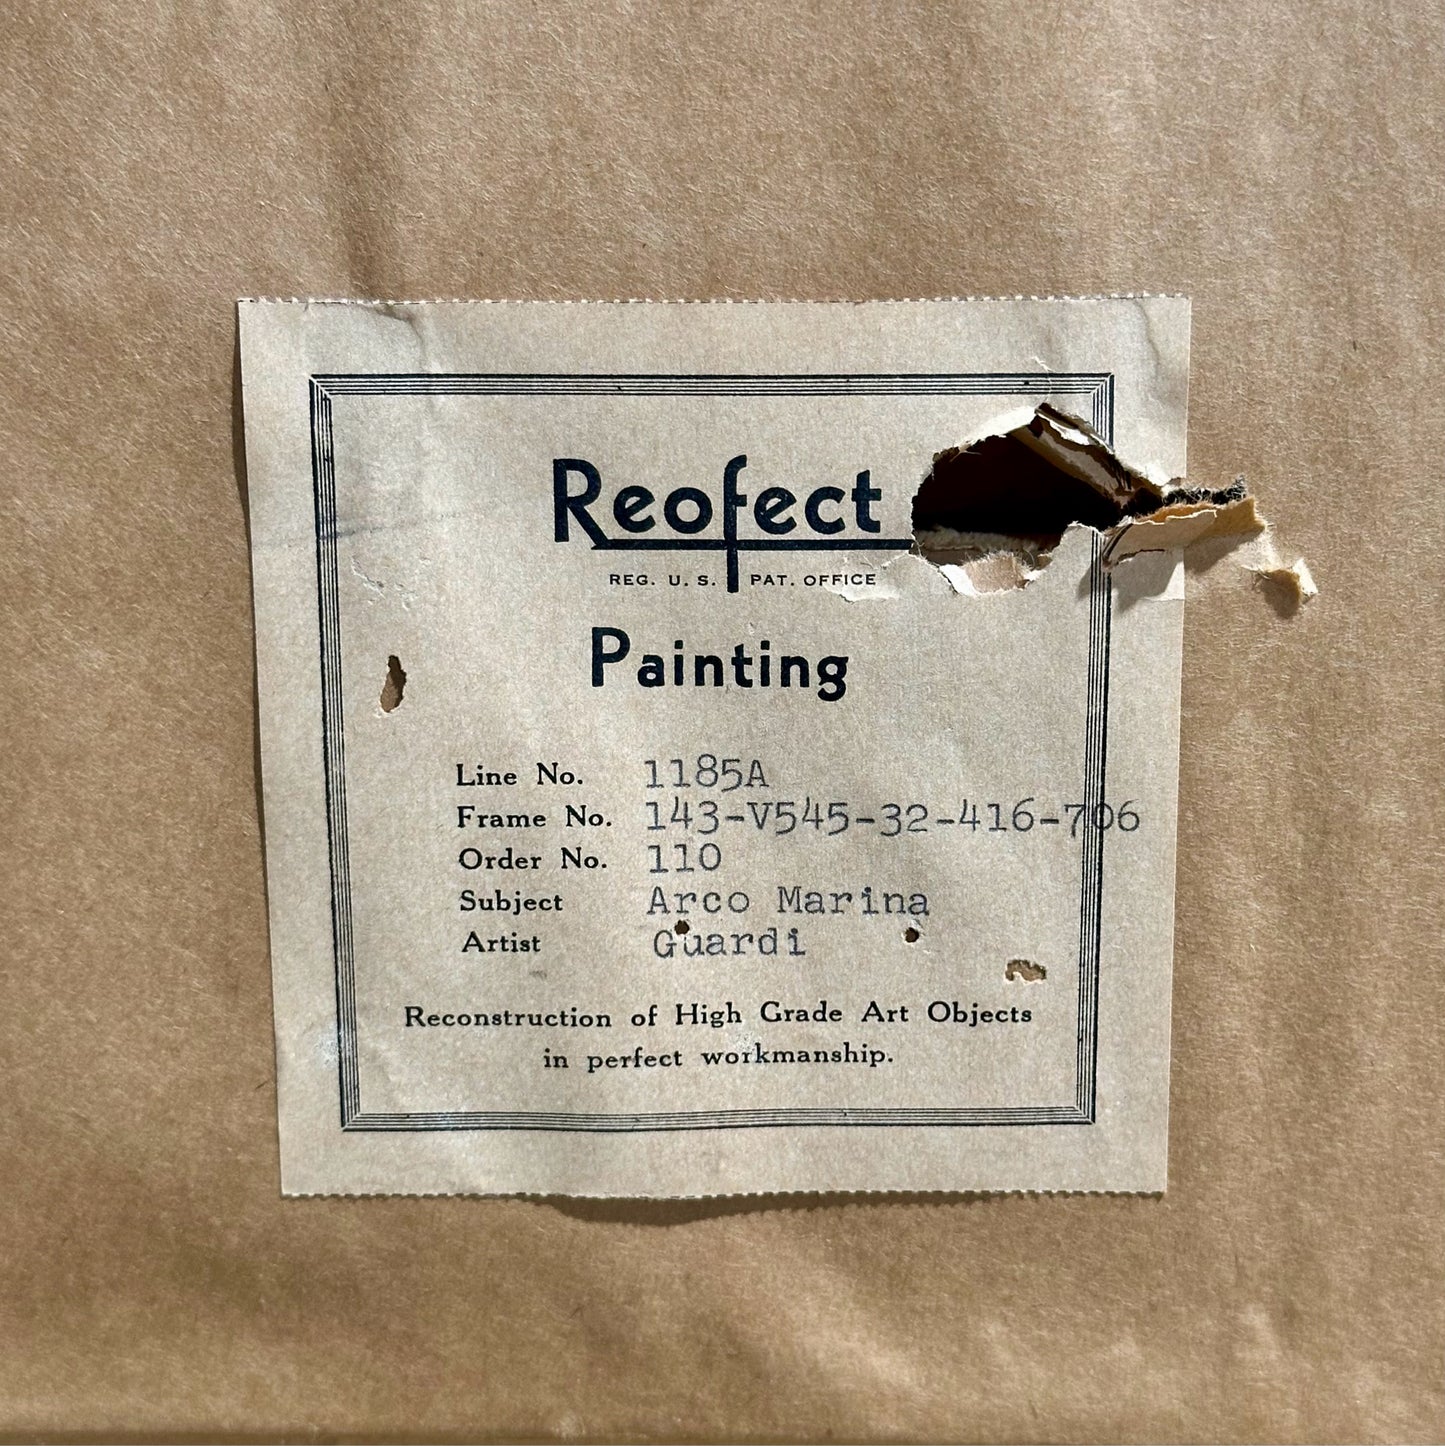 Reofect
REG. U. S. PAT. OFFICE
Painting
Line No. 1185A
Frame No. 143-V545-32-416-706
Order No. 110
Subject Arco Marina
Artist Guardi
Reconstruction of High Grade Art Objects
in perfect workmanship.